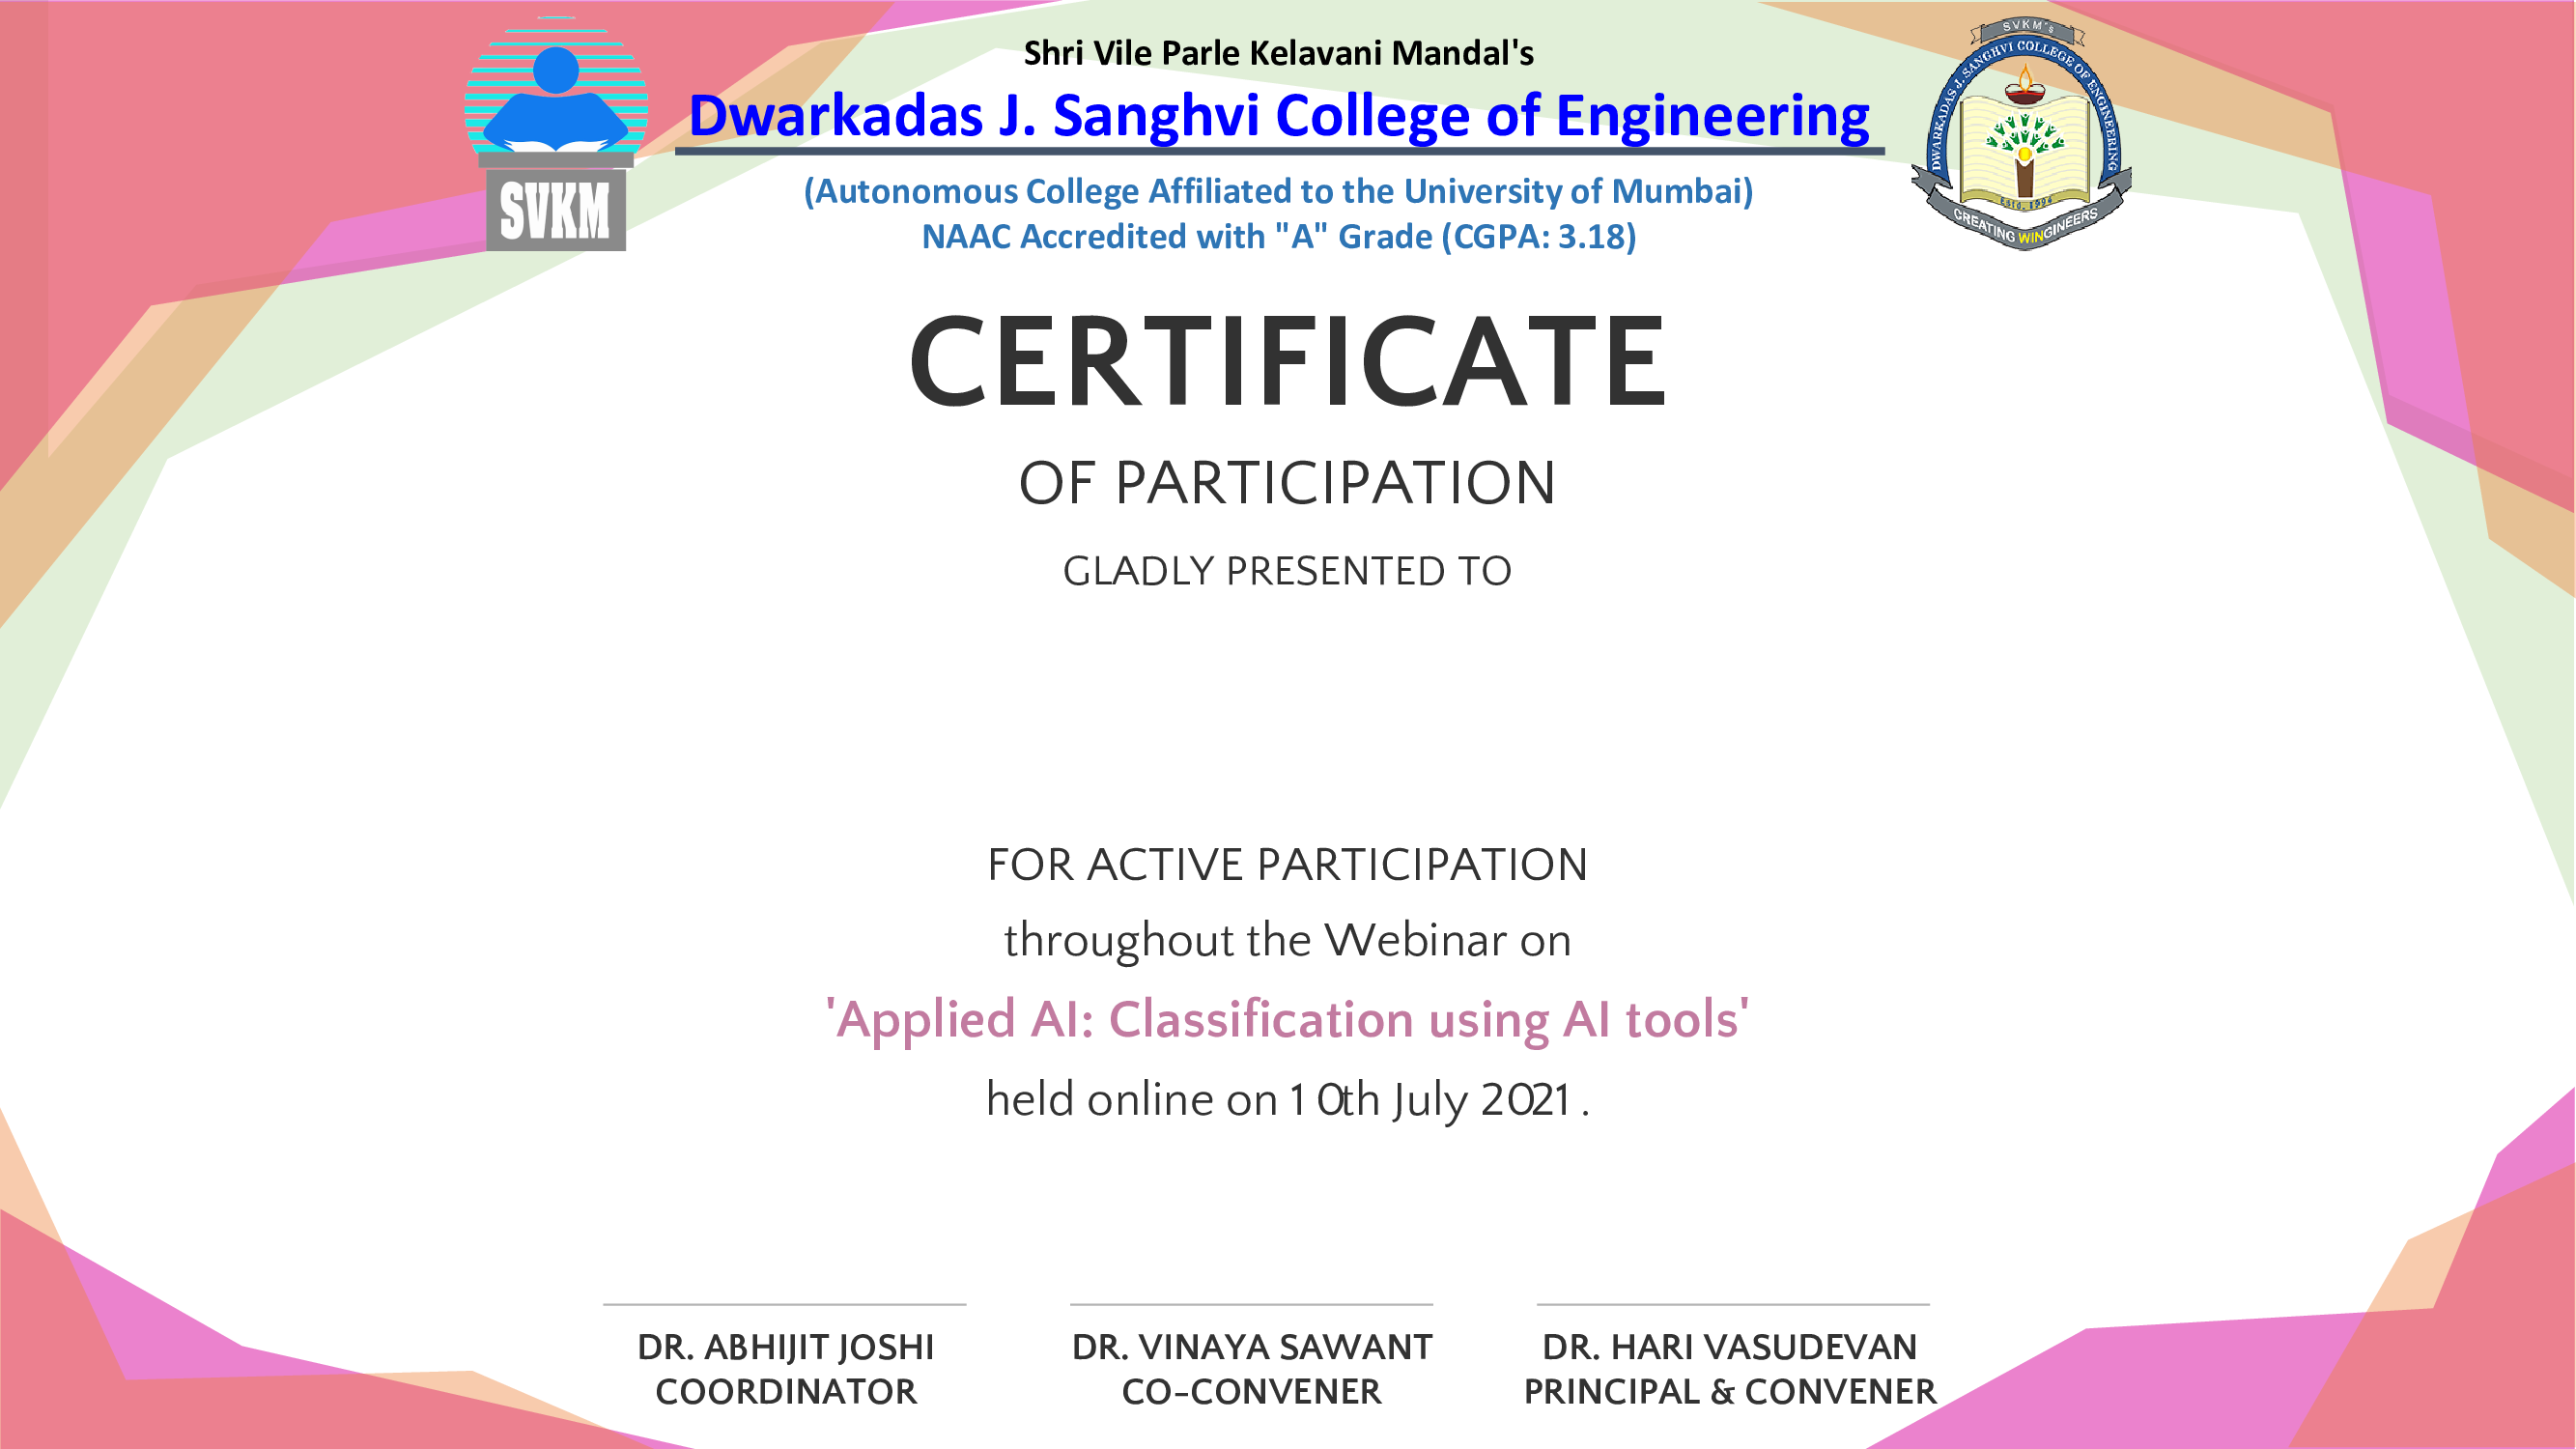 Shri Vile Parle Kelavani Mandal's
Dwarkadas J. Sanghvi College of Engineering
(Autonomous College Affiliated to the University of Mumbai)
NAAC Accredited with "A" Grade (CGPA: 3.18)
SVKM
SVKM's
DWARKADAS J. SANGHVI COLLEGE OF ENGINEERING
ESTD. 1994
CREATING WINGINEERS
CERTIFICATE
OF PARTICIPATION
GLADLY PRESENTED TO
FOR ACTIVE PARTICIPATION
throughout the Webinar on
'Applied AI: Classification using AI tools'
held online on 10th July 2021.
DR. ABHIJIT JOSHI
COORDINATOR
DR. VINAYA SAWANT
CO-CONVENER
DR. HARI VASUDEVAN
PRINCIPAL & CONVENER